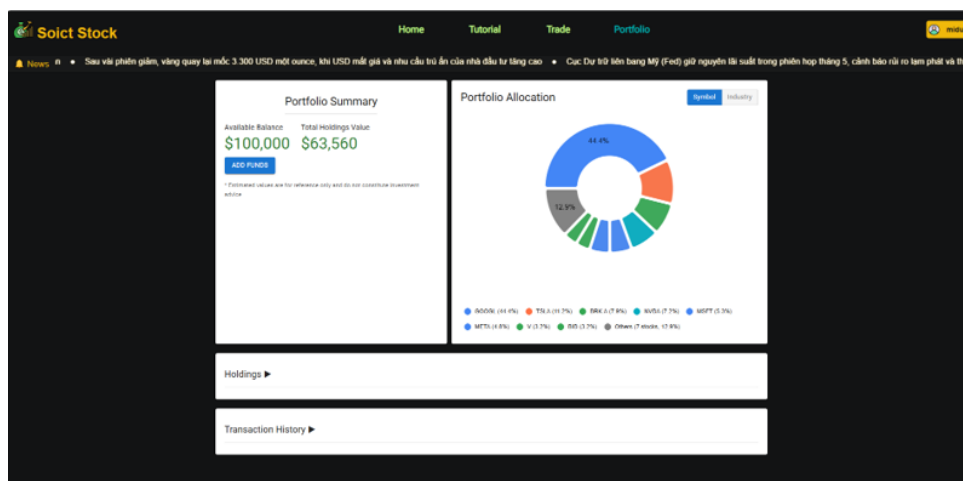 Soict Stock
Home Tutorial Trade Portfolio
News n • Sau vài phiên giảm, vàng quay lại mốc 3.300 USD một ounce, khi USD mất giá và nhu cầu trú ẩn của nhà đầu tư tăng cao • Cục Dự trữ liên bang Mỹ (Fed) giữ nguyên lãi suất trong phiên họp tháng 5, cảnh báo rủi ro lạm phát và th
Portfolio Summary
Available Balance Total Holdings Value
$100,000 $63,560
ADD FUNDS
* Estimated values are for reference only and do not constitute investment
advice
Portfolio Allocation
Symbol Industry
44.4%
12.9%
GOOGL (44.4%) TSLA (11.2%) BRK.A (7.9%) NVDA (7.2%) MSFT (5.3%)
META (4.8%) V (3.2%) (3.2%) Others (7 stocks, 12.9%)
Holdings ▶
Transaction History ▶